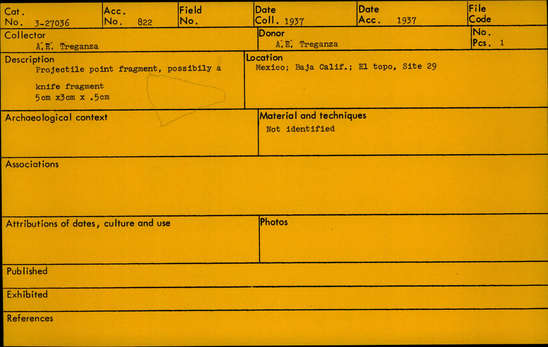 Cat. No. 3-27036 Acc. No. 822 Field No. Date Coll. 1937 Date Acc. 1937 File Code
Collector
A.E. Treganza
Donor
A.E. Treganza
No. Pcs. 1
Description
Projectile point fragment, possibily a
knife fragment
5cm x3cm x .5cm
Location
Mexico; Baja Calif.; El topo, Site 29
Archaeological context
Material and techniques
Not identified
Associations
Attributions of dates, culture and use
Photos
Published
Exhibited
References